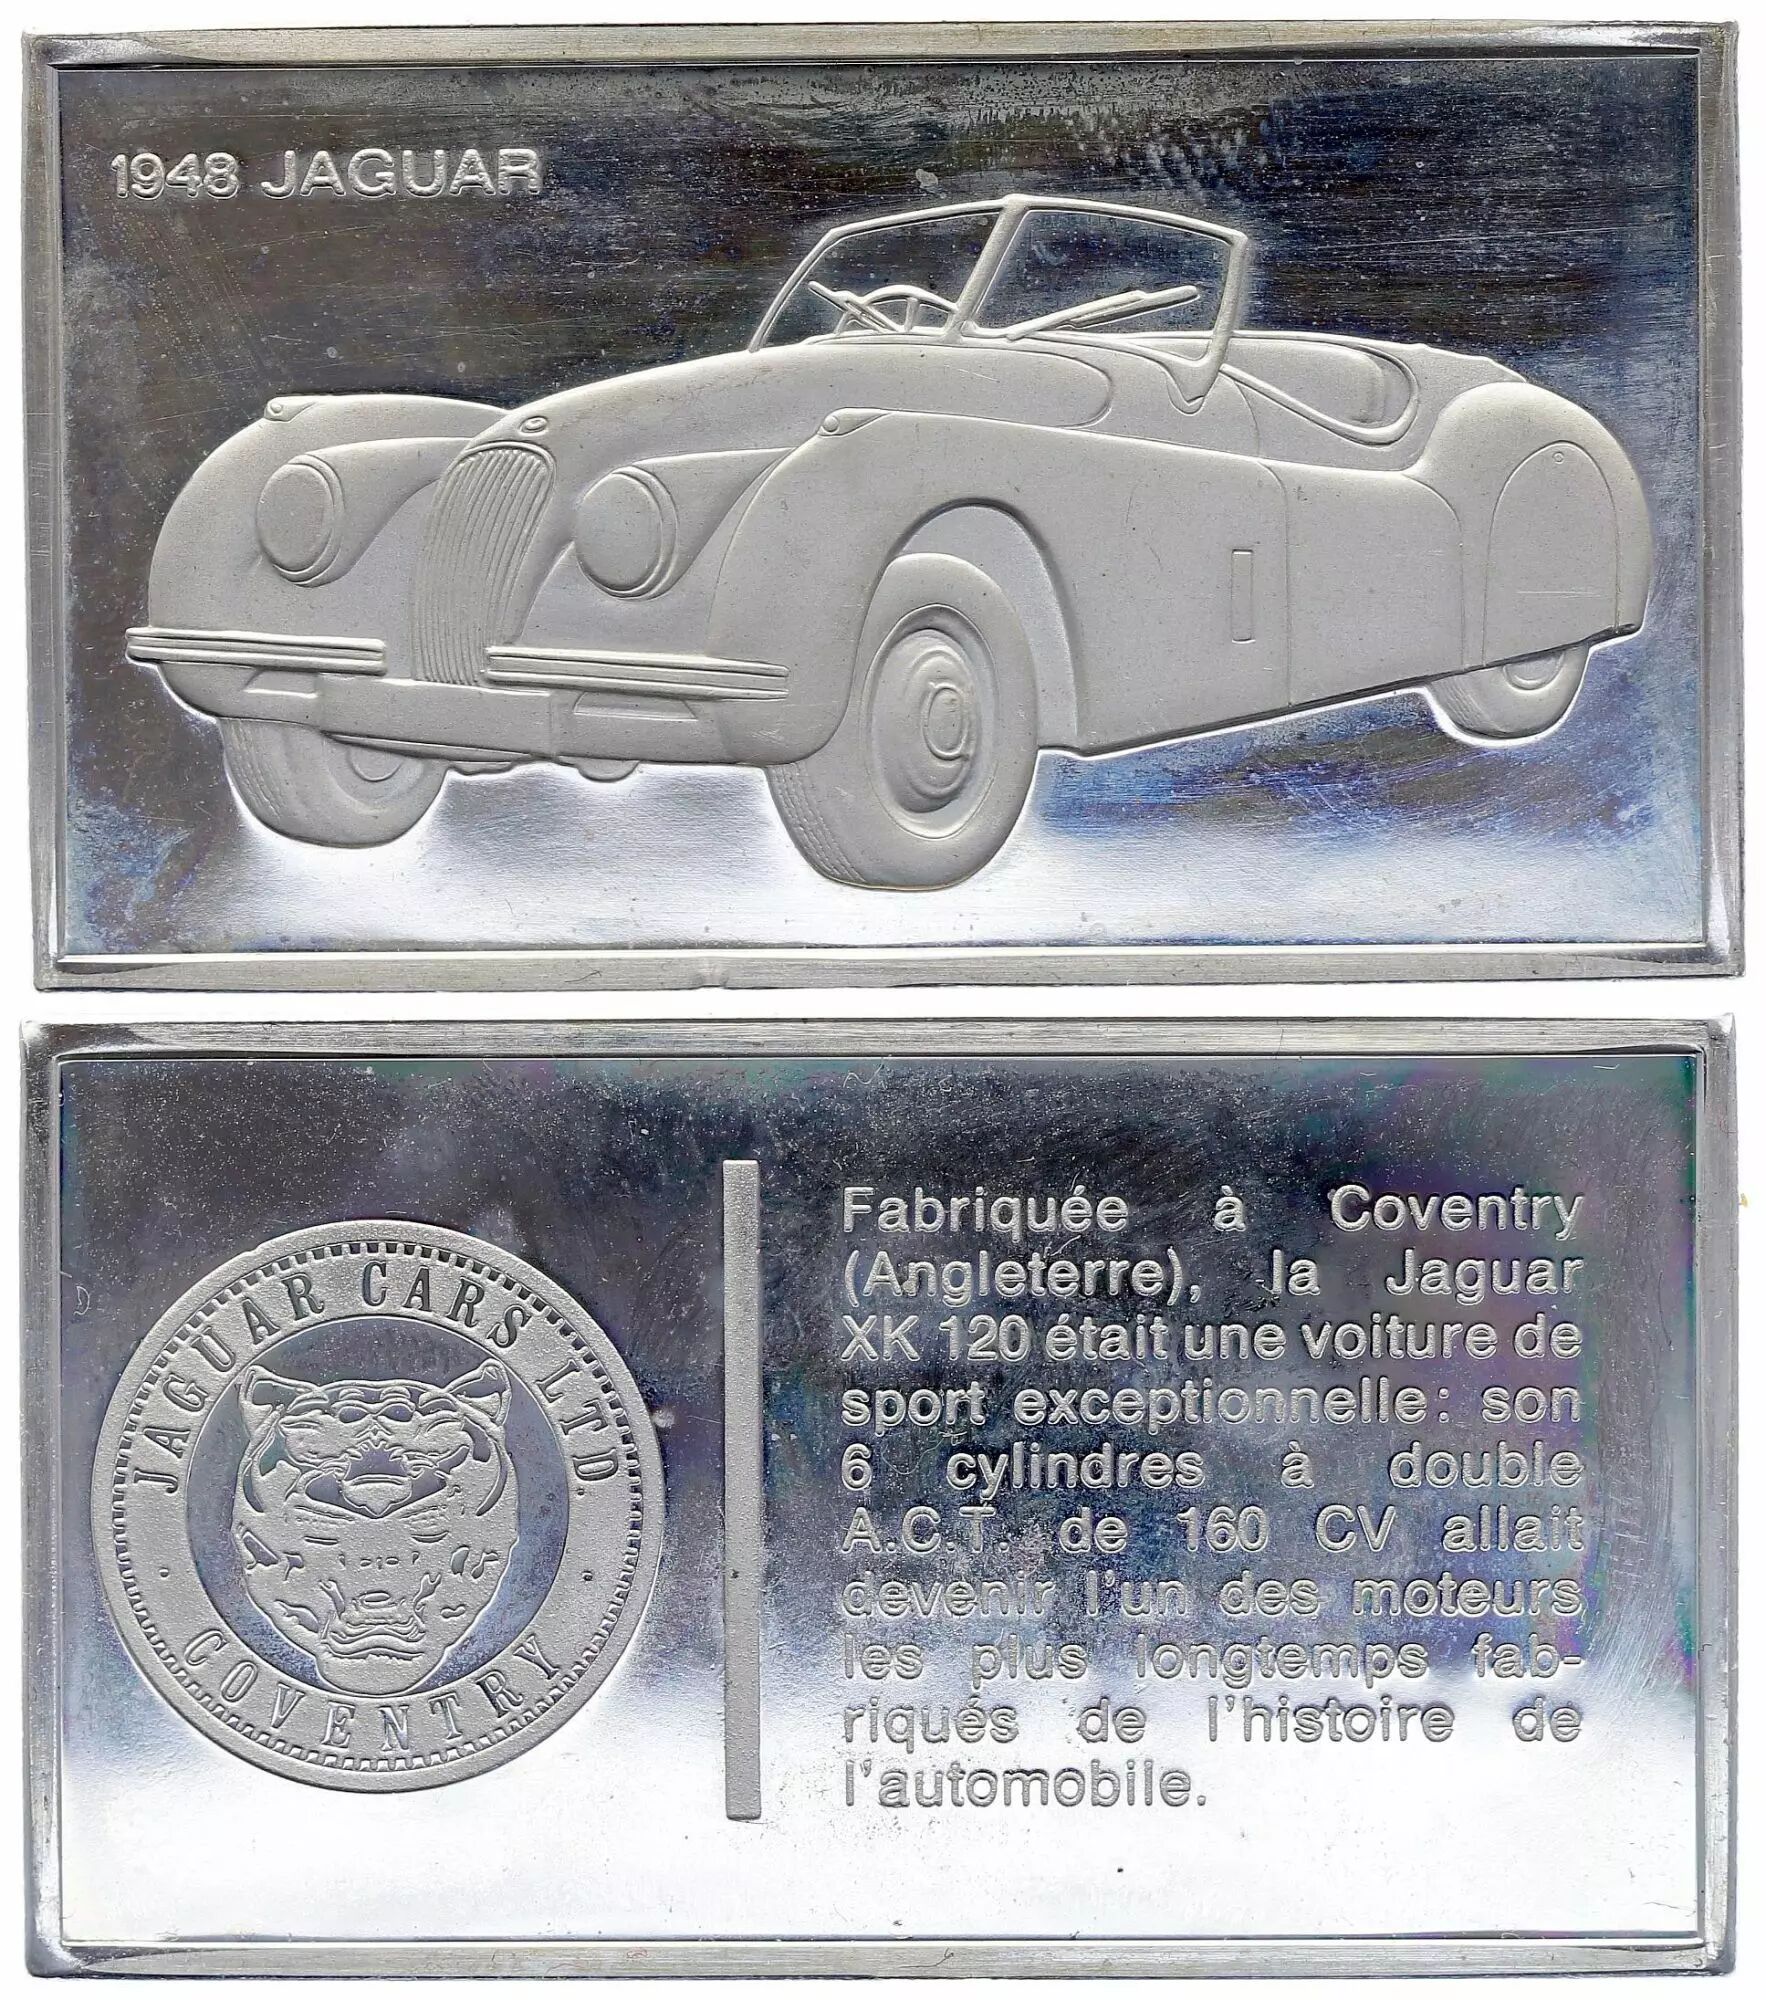 1948 JAGUAR
JAGUAR CARS LTD.
· COVENTRY ·
Fabriquée à Coventry
(Angleterre), la Jaguar
XK 120 était une voiture de
sport exceptionnelle: son
6 cylindres à double
A.C.T. de 160 CV allait
devenir l'un des moteurs
les plus longtemps fab-
riqués de l'histoire de
l'automobile.